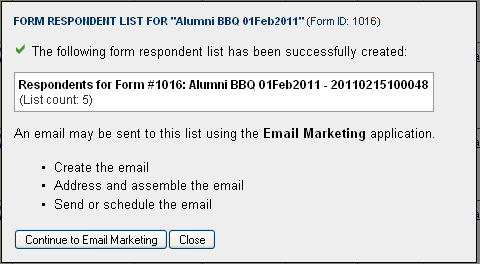 FORM RESPONDENT LIST FOR "Alumni BBQ 01Feb2011" (Form ID: 1016)
The following form respondent list has been successfully created:
Respondents for Form #1016: Alumni BBQ 01Feb2011 - 20110215100048
(List count: 5)
An email may be sent to this list using the Email Marketing application.
• Create the email
• Address and assemble the email
• Send or schedule the email
Continue to Email Marketing Close